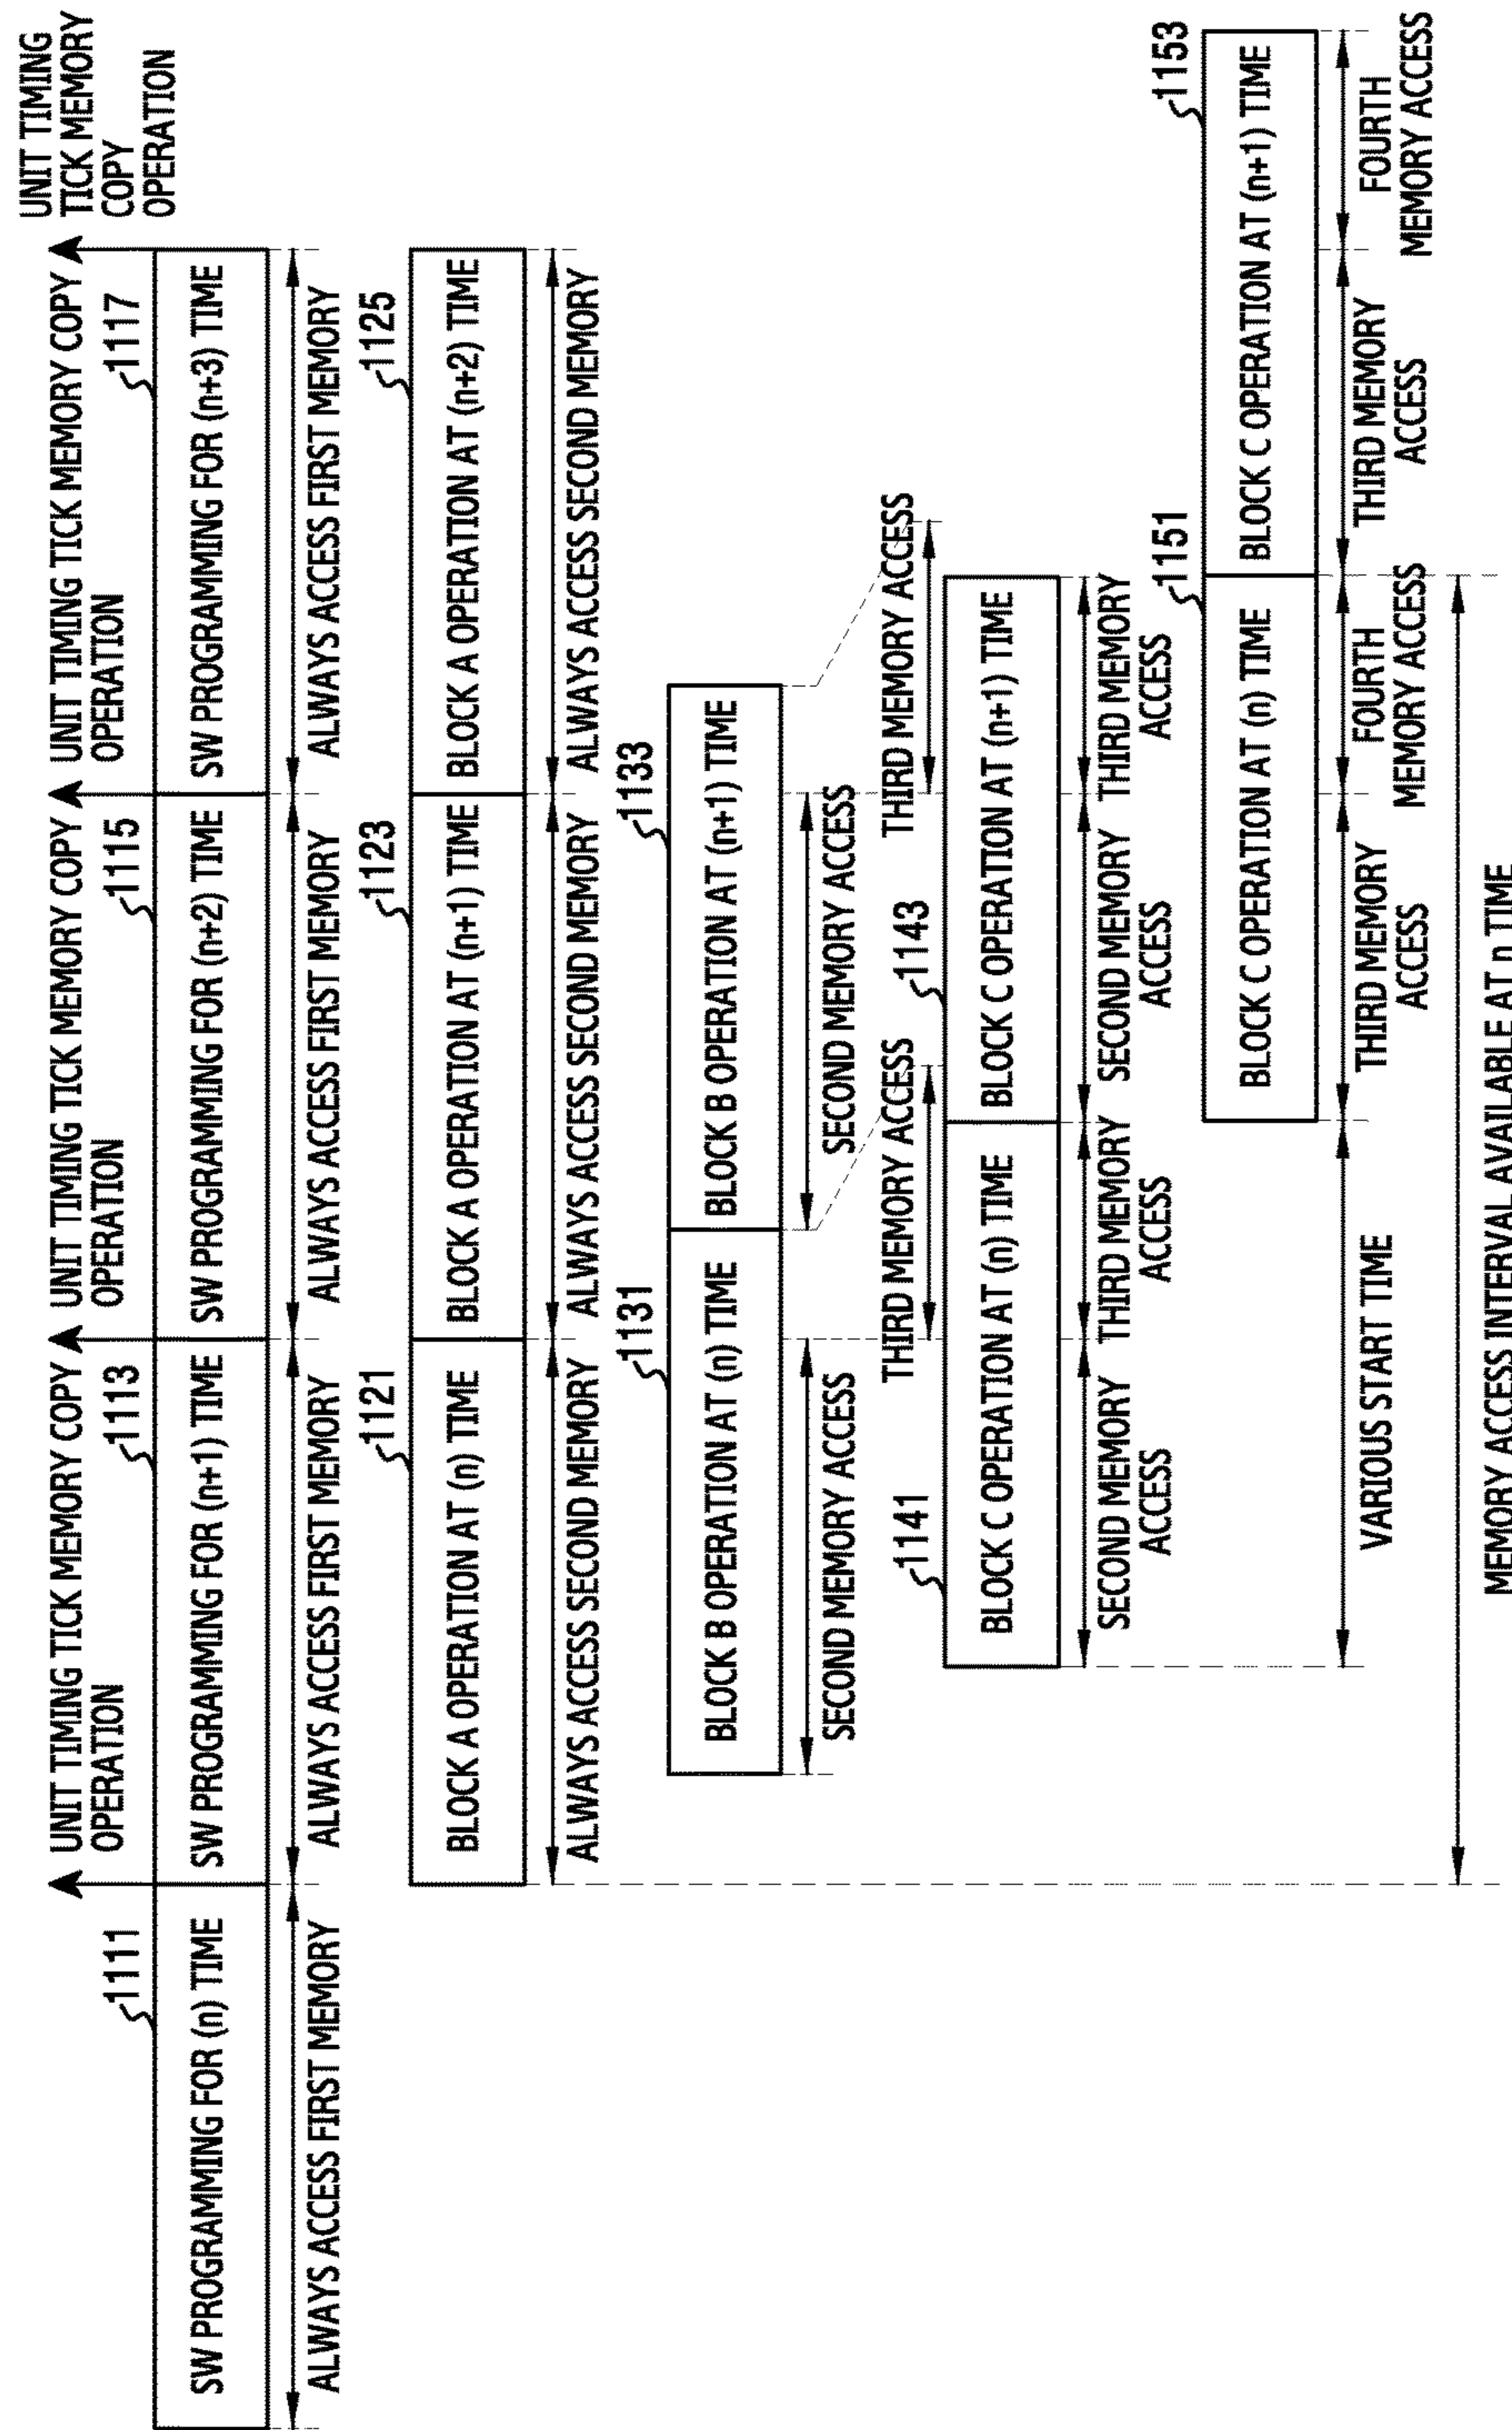 UNIT TIMING TICK MEMORY COPY
OPERATION
UNIT TIMING TICK MEMORY COPY
OPERATION
UNIT TIMING TICK MEMORY COPY
OPERATION
UNIT TIMING
TICK MEMORY
COPY
OPERATION
1111
1113
1115
1117
SW PROGRAMING FOR (n) TIME
SW PROGRAMMING FOR (n+1) TIME
SW PROGRAMMING FOR (n+2) TIME
SW PROGRAMMING FOR (n+3) TIME
ALWAYS ACCESS FIRST MEMORY
ALWAYS ACCESS FIRST MEMORY
ALWAYS ACCESS FIRST MEMORY
ALWAYS ACCESS FIRST MEMORY
1121
1123
1125
BLOCK A OPERATION AT (n) TIME
BLOCK A OPERATION AT (n+1) TIME
BLOCK A OPERATION AT (n+2) TIME
ALWAYS ACCESS SECOND MEMORY
ALWAYS ACCESS SECOND MEMORY
ALWAYS ACCESS SECOND MEMORY
1131
1133
BLOCK B OPERATION AT (n) TIME
BLOCK B OPERATION AT (n+1) TIME
SECOND MEMORY ACCESS
SECOND MEMORY ACCESS
THIRD MEMORY ACCESS
THIRD MEMORY ACCESS
1141
1143
BLOCK C OPERATION AT (n) TIME
BLOCK C OPERATION AT (n+1) TIME
SECOND MEMORY
ACCESS
THIRD MEMORY
ACCESS
SECOND MEMORY
ACCESS
THIRD MEMORY
ACCESS
1151
1153
BLOCK C OPERATION AT (n) TIME
BLOCK C OPERATION AT (n+1) TIME
VARIOUS START TIME
THIRD MEMORY
ACCESS
FOURTH
MEMORY ACCESS
THIRD MEMORY
ACCESS
FOURTH
MEMORY ACCESS
MEMORY ACCESS INTERVAL AVAILABLE AT n TIME